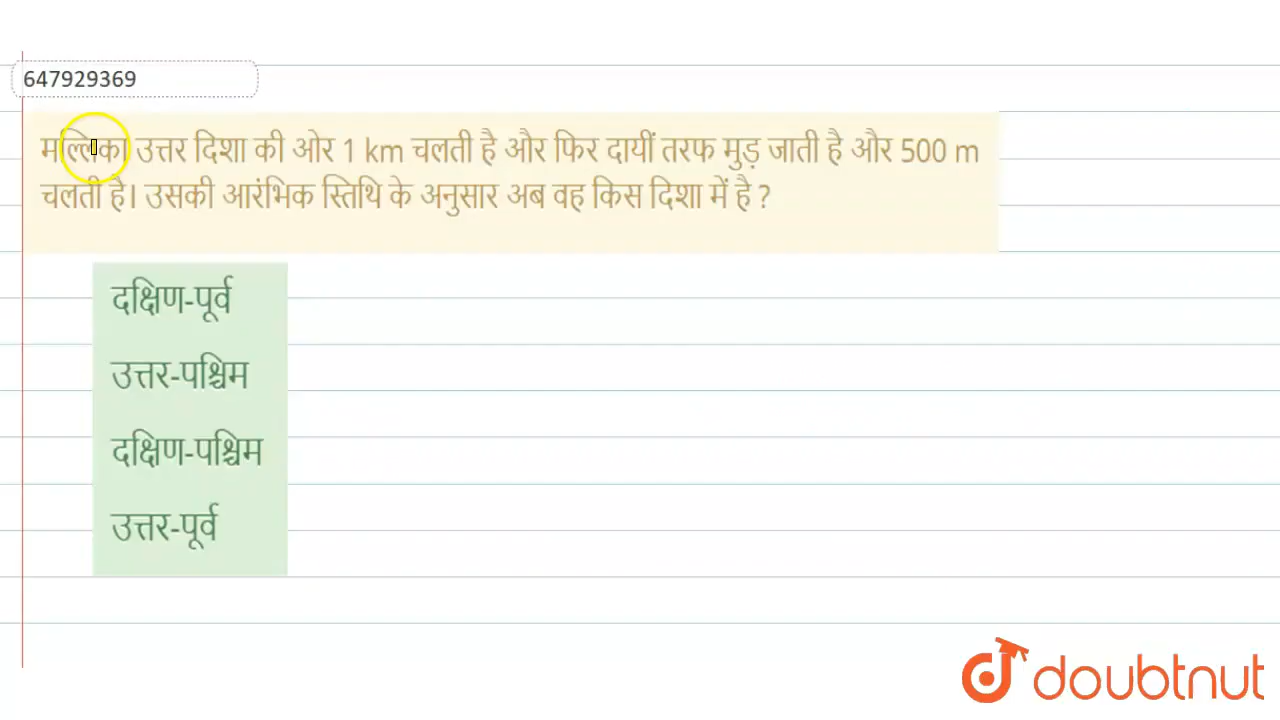 647929369
मल्लिका उत्तर दिशा की ओर 1 km चलती है और फिर दायीं तरफ मुड़ जाती है और 500 m
चलती है। उसकी आरंभिक स्तिथि के अनुसार अब वह किस दिशा में है ?
दक्षिण-पूर्व
उत्तर-पश्चिम
दक्षिण-पश्चिम
उत्तर-पूर्व
doubtnut